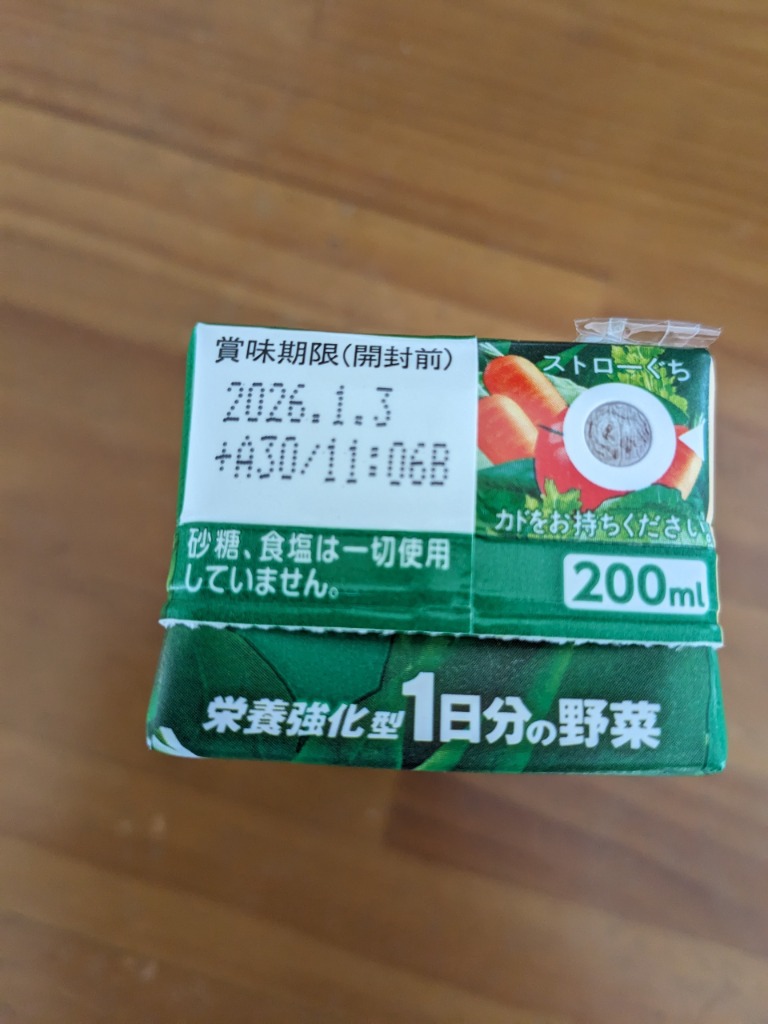 賞味期限(開封前)
2026.1.3
+A30/11:06B
砂糖、食塩は一切使用
していません。
ストローぐち
カドをお持ちください
200ml
栄養強化型1日分の野菜